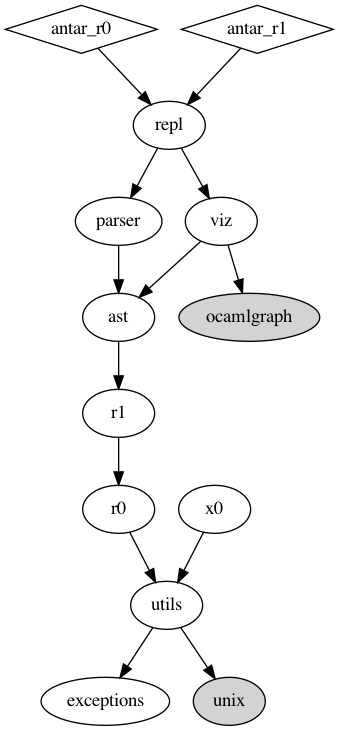 antar_r0
antar_r1
repl
parser
viz
ast
ocamlgraph
r1
r0
x0
utils
exceptions
unix